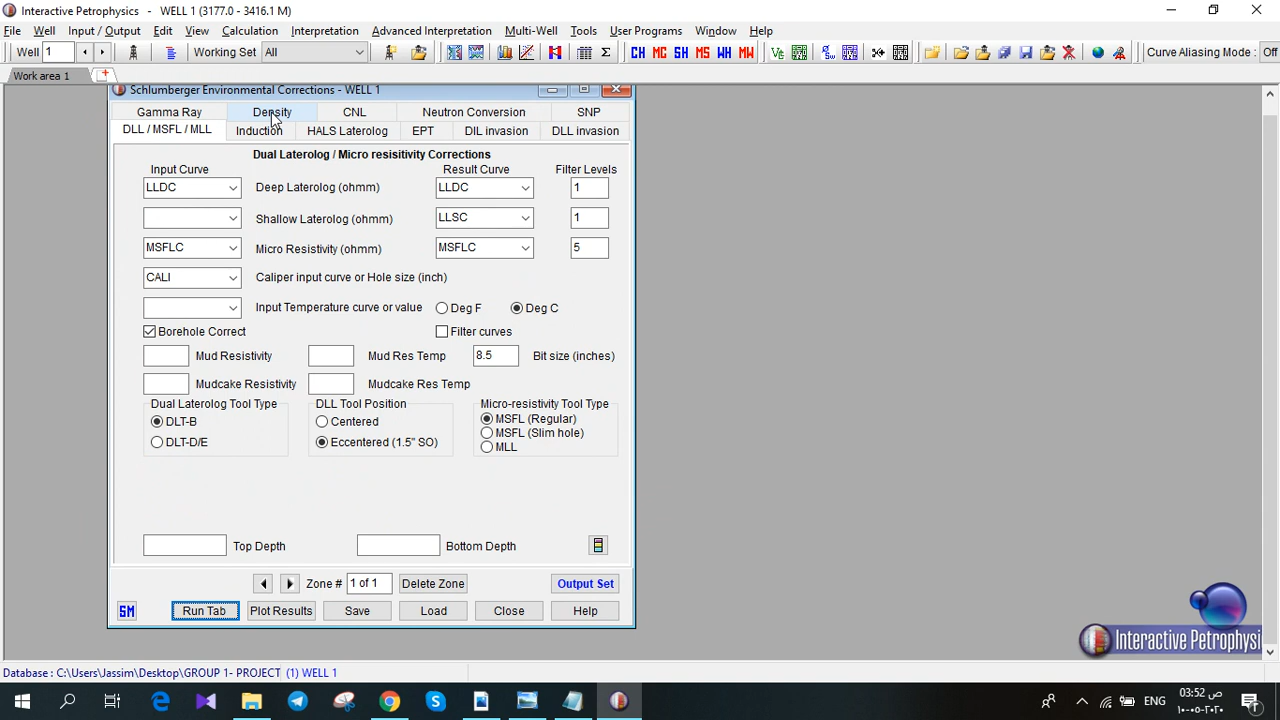 Interactive Petrophysics - WELL 1 (3177.0 - 3416.1 M)
File Well Input / Output Edit View Calculation Interpretation Advanced Interpretation Multi-Well Tools User Programs Window Help
Well 1 Working Set All CH MC SH MS WH MW Curve Aliasing Mode : Off
Work area 1
Schlumberger Environmental Corrections - WELL 1
Gamma Ray Density CNL Neutron Conversion SNP
DLL / MSFL / MLL Induction HALS Laterolog EPT DIL invasion DLL invasion
Dual Laterolog / Micro resisitivity Corrections
Input Curve Result Curve Filter Levels
LLDC Deep Laterolog (ohmm) LLDC 1
Shallow Laterolog (ohmm) LLSC 1
MSFLC Micro Resistivity (ohmm) MSFLC 5
CALI Caliper input curve or Hole size (inch)
Input Temperature curve or value Deg F Deg C
Borehole Correct Filter curves
Mud Resistivity Mud Res Temp 8.5 Bit size (inches)
Mudcake Resistivity Mudcake Res Temp
Dual Laterolog Tool Type DLL Tool Position Micro-resistivity Tool Type
DLT-B Centered MSFL (Regular)
DLT-D/E Eccentered (1.5" SO) MSFL (Slim hole)
MLL
Top Depth Bottom Depth
Zone # 1 of 1 Delete Zone Output Set
SM Run Tab Plot Results Save Load Close Help
Interactive Petrophysi
Database : C:\Users\Jassim\Desktop\GROUP 1- PROJECT (1) WELL 1
ENG 03:52 ص